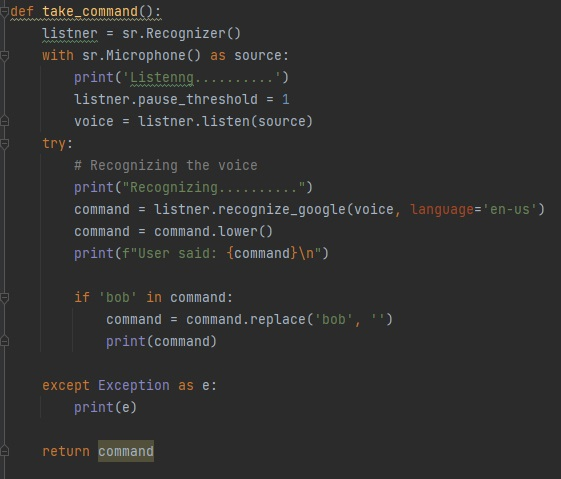 def take_command():
    listner = sr.Recognizer()
    with sr.Microphone() as source:
        print('Listenng..........')
        listner.pause_threshold = 1
        voice = listner.listen(source)
    try:
        # Recognizing the voice
        print("Recognizing..........")
        command = listner.recognize_google(voice, language='en-us')
        command = command.lower()
        print(f"User said: {command}\n")

        if 'bob' in command:
            command = command.replace('bob', '')
            print(command)

    except Exception as e:
        print(e)

    return command